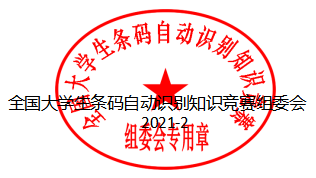 全国大学生条码自动识别知识竞赛
全国大学生条码自动识别知识竞赛组委会
2021-2
组委会专用章